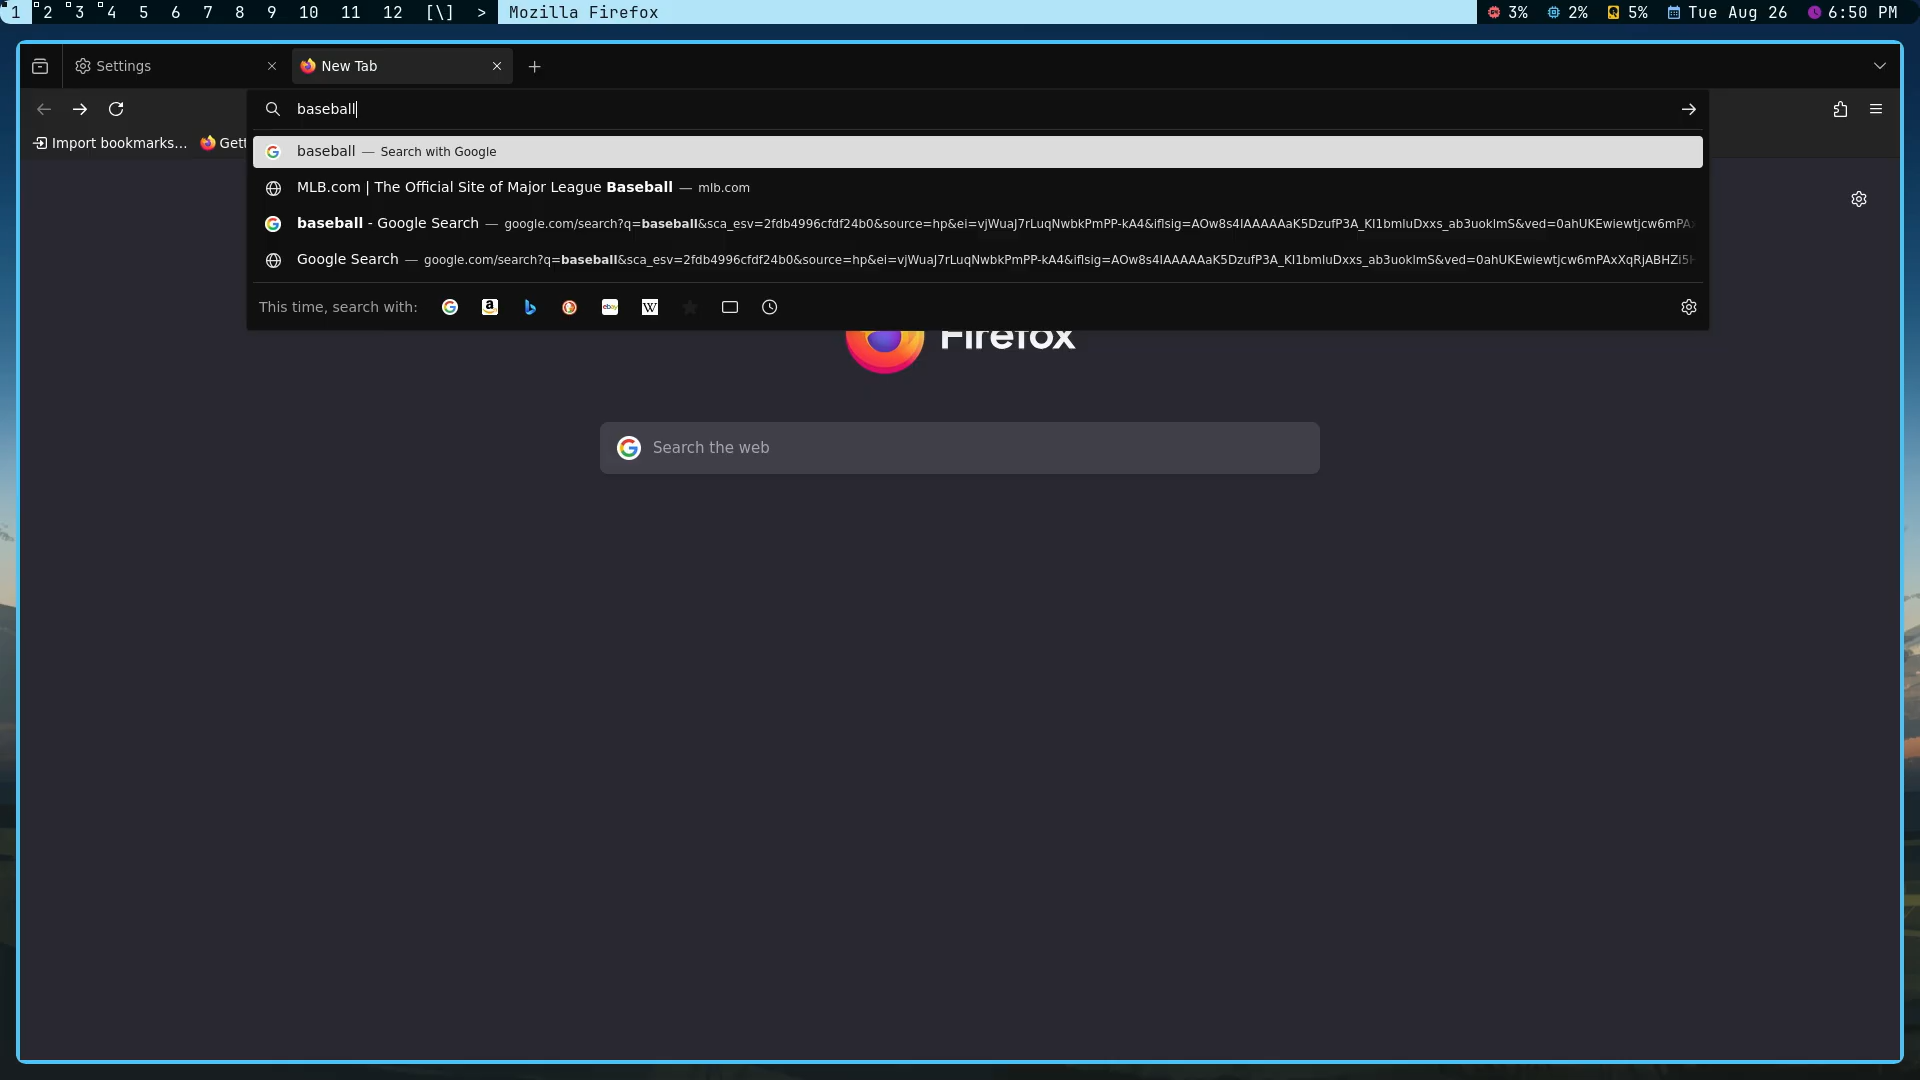 1 2 3 4 5 6 7 8 9 10 11 12 [\] > Mozilla Firefox 3% 2% 5% Tue Aug 26 6:50 PM
Settings New Tab
baseball
Import bookmarks... Gett
baseball — Search with Google
MLB.com | The Official Site of Major League Baseball — mlb.com
baseball - Google Search — google.com/search?q=baseball&sca_esv=2fdb4996cfdf24b0&source=hp&ei=vjWuaJ7rLuqNwbkPmPP-kA4&iflsig=AOw8s4IAAAAAaK5DzufP3A_KI1bmluDxxs_ab3uoklmS&ved=0ahUKEwiewtjcw6mPAx
Google Search — google.com/search?q=baseball&sca_esv=2fdb4996cfdf24b0&source=hp&ei=vjWuaJ7rLuqNwbkPmPP-kA4&iflsig=AOw8s4IAAAAAaK5DzufP3A_KI1bmluDxxs_ab3uoklmS&ved=0ahUKEwiewtjcw6mPAxXqRjABHZI5H
This time, search with: a ebay W
Firefox
Search the web